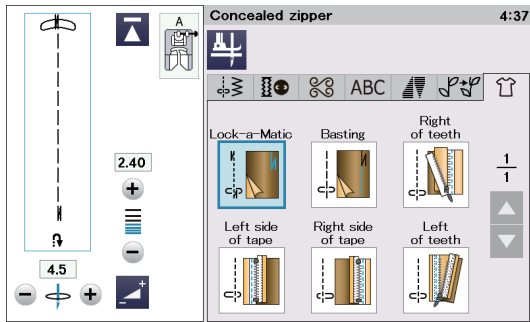 A
2.40
4.5
Concealed zipper
4:37
ABC
Lock-a-Matic
Basting
Right
of teeth
1
1
Left side
of tape
Right side
of tape
Left
of teeth